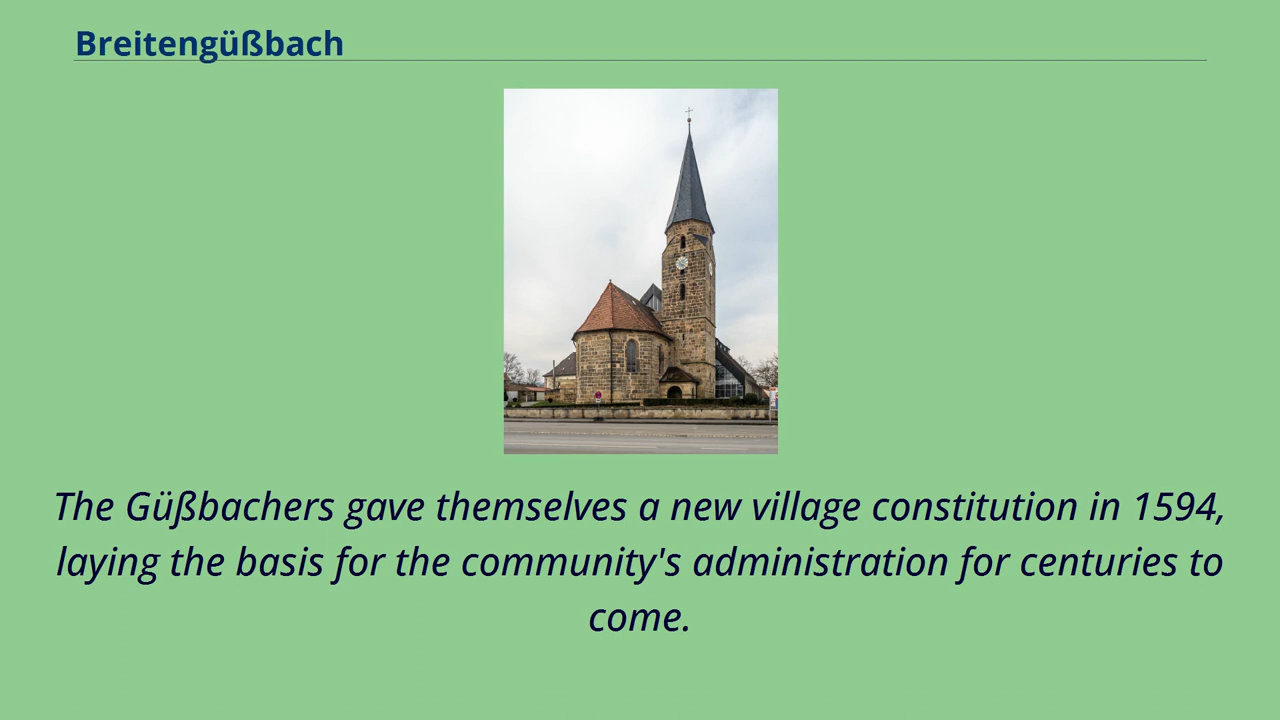 Breitengüßbach
The Güßbachers gave themselves a new village constitution in 1594,
laying the basis for the community's administration for centuries to
come.